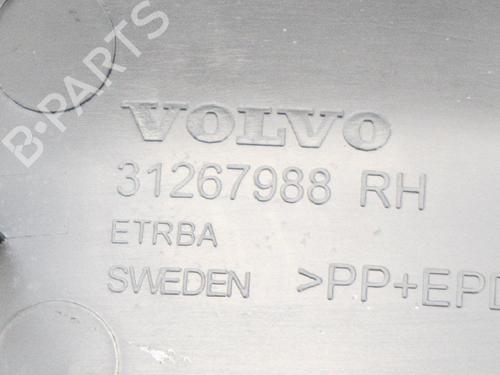 B-PARTS
VOLVO
31267988 RH
ETRBA
SWEDEN >PP+EPD